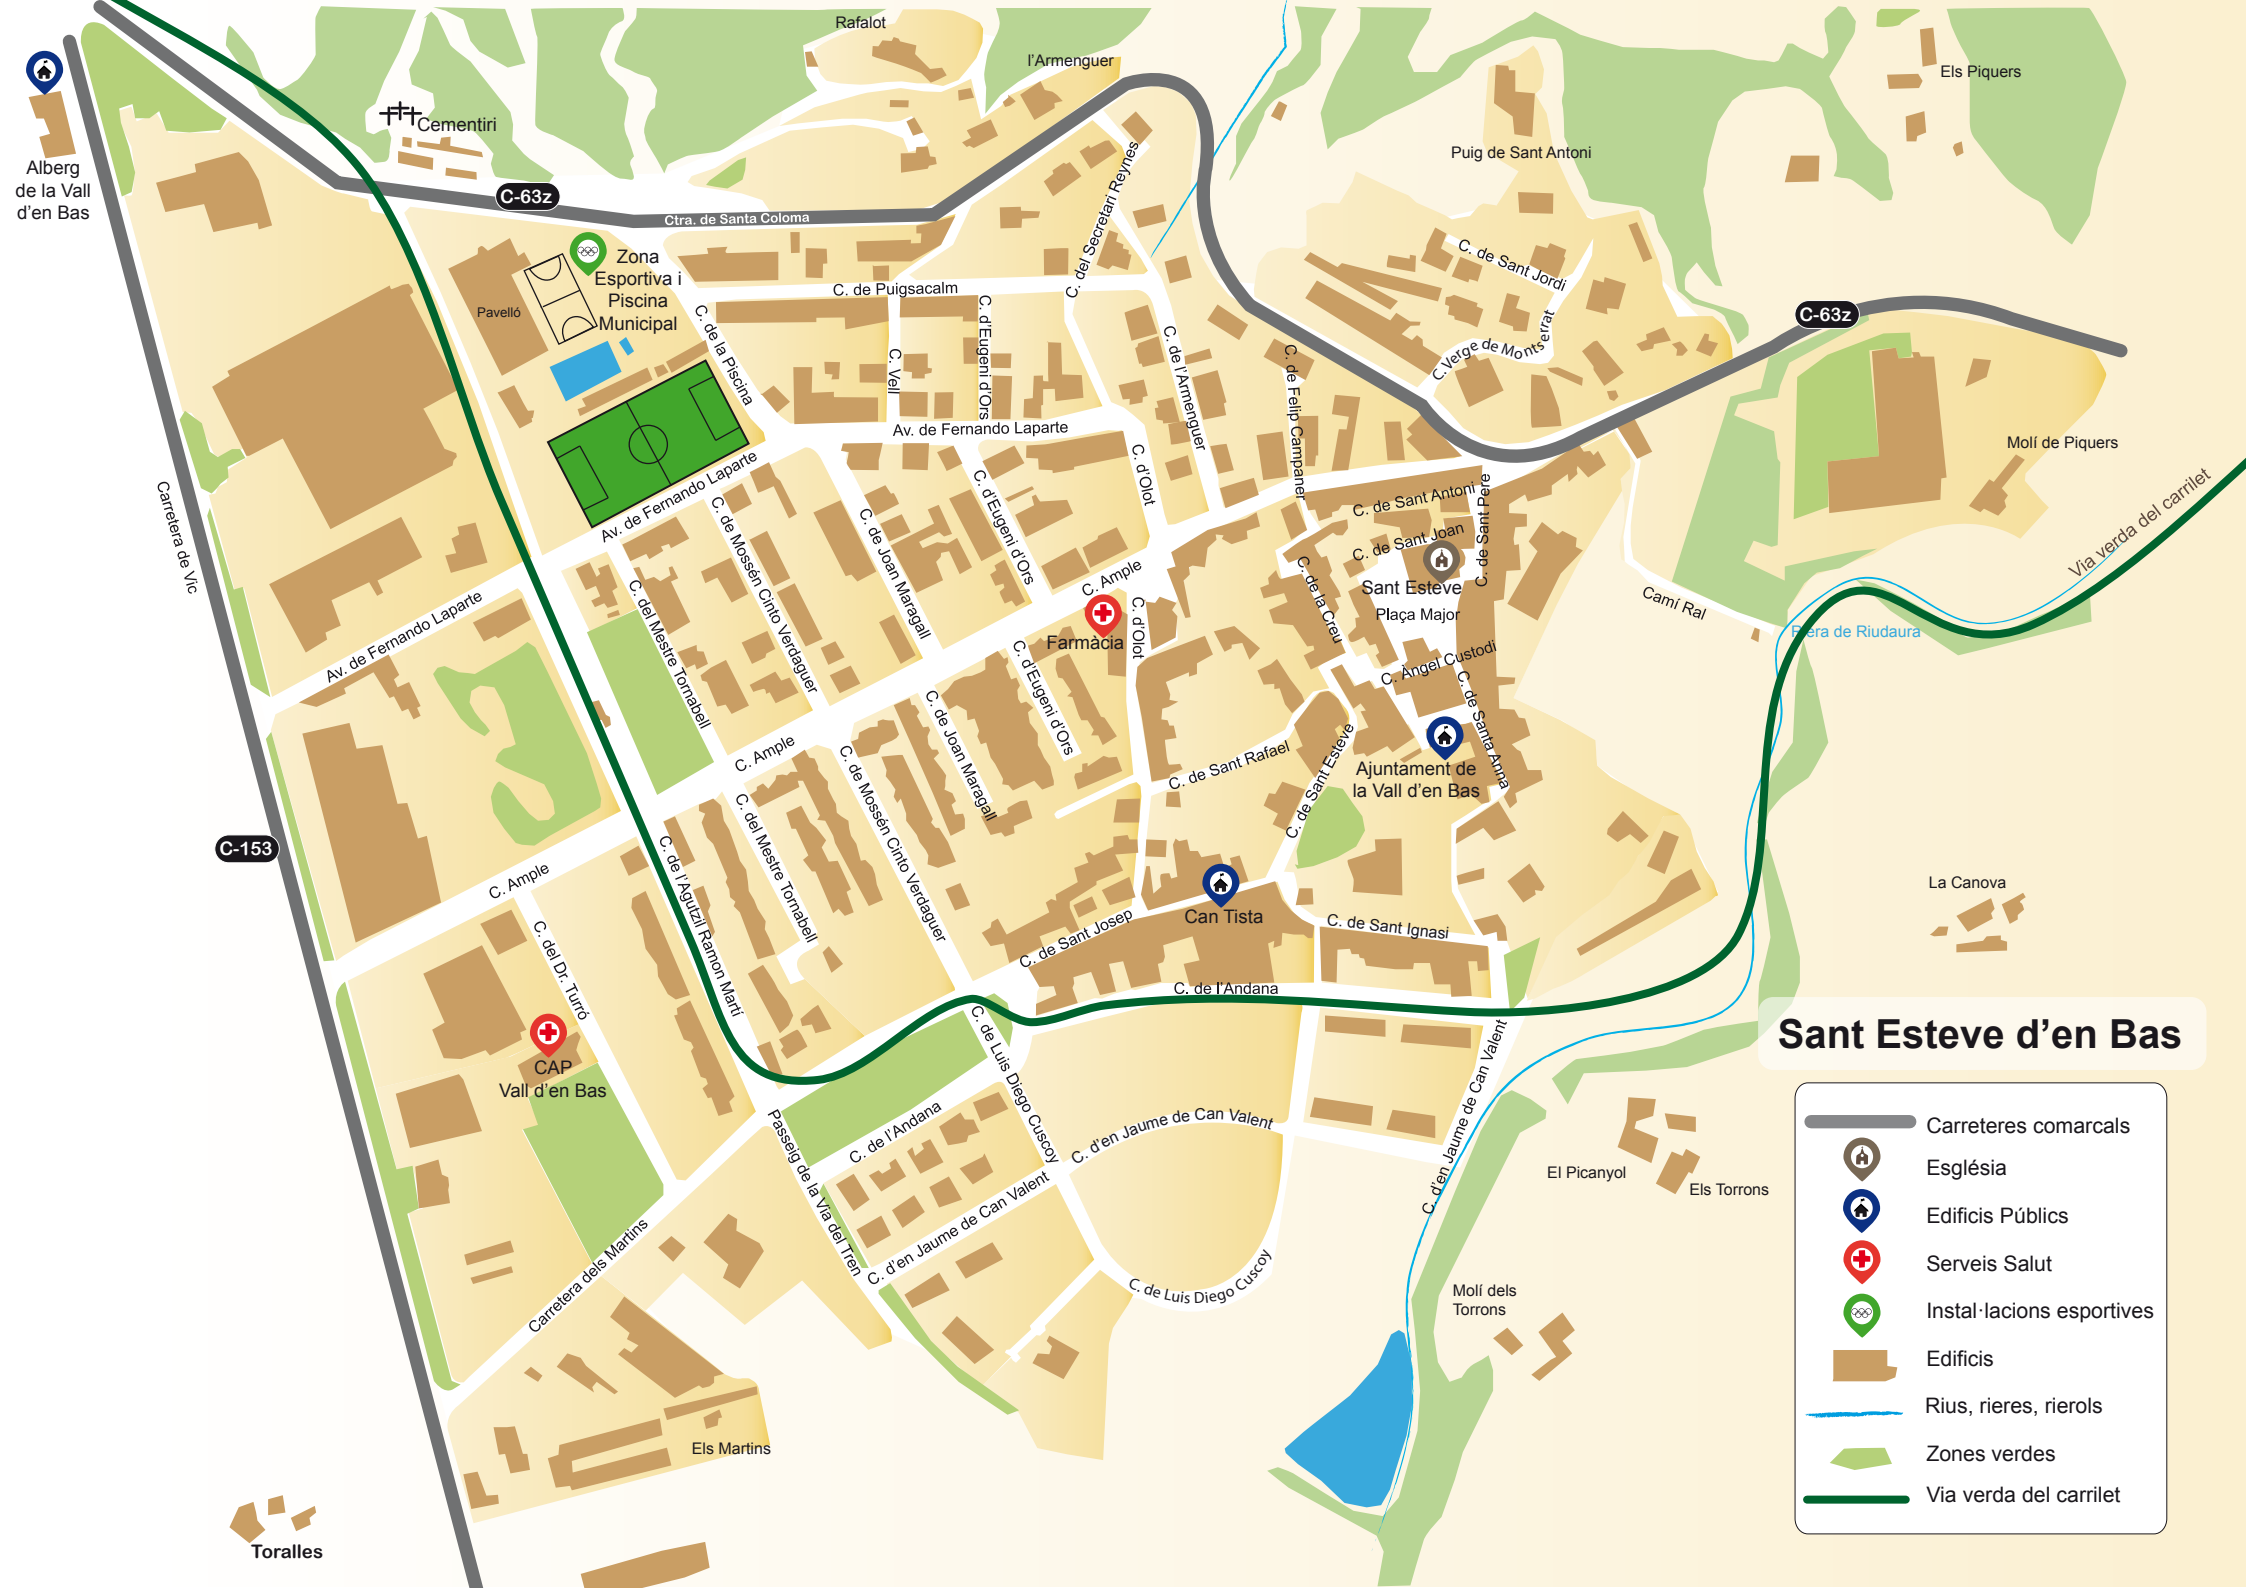 Rafalot
l'Armenguer
Els Piquers
Cementiri
Puig de Sant Antoni
Alberg
de la Vall
d'en Bas
C-63z
Ctra. de Santa Coloma
C. del Secretari Reynes
Zona
Esportiva i
Piscina
Municipal
Pavelló
C. de Puigsacalm
C. de Sant Jordi
C. Verge de Montserrat
C-63z
C. de la Piscina
C. Vell
C. d'Eugeni d'Ors
C. de l'Armenguer
C. de Felip Campaner
Av. de Fernando Laparte
Molí de Piquers
Av. de Fernando Laparte
C. d'Olot
C. d'Eugeni d'Ors
C. de Sant Antoni
C. de Sant Joan
C. de Sant Pere
Via verda del carrilet
Carretera de Vic
C. de Mossén Cinto Verdaguer
C. de Joan Maragall
C. Ample
C. del Mestre Tornabell
Sant Esteve
Plaça Major
C. de la Creu
Camí Ral
Riera de Riudaura
Av. de Fernando Laparte
Farmàcia
C. d'Olot
C. d'Eugeni d'Ors
C. Àngel Custodi
C. de Santa Anna
C. de Joan Maragall
C. Ample
C. de Mossén Cinto Verdaguer
C. de Sant Rafael
C. de Sant Esteve
Ajuntament de
la Vall d'en Bas
C. del Mestre Tornabell
C-153
C. de l'Agutzil Ramon Martí
C. Ample
La Canova
Can Tista
C. de Sant Josep
C. de Sant Ignasi
C. del Dr. Turró
C. de l'Andana
CAP
Vall d'en Bas
C. de Luis Diego Cuscoy
C. d'en Jaume de Can Valent
Sant Esteve d'en Bas
Passeig de la Via del Tren
C. de l'Andana
C. d'en Jaume de Can Valent
C. d'en Jaume de Can Valent
El Picanyol
Els Torrons
Carretera dels Martins
C. de Luis Diego Cuscoy
Molí dels
Torrons
Els Martins
Toralles
Carreteres comarcals
Església
Edificis Públics
Serveis Salut
Instal·lacions esportives
Edificis
Rius, rieres, rierols
Zones verdes
Via verda del carrilet